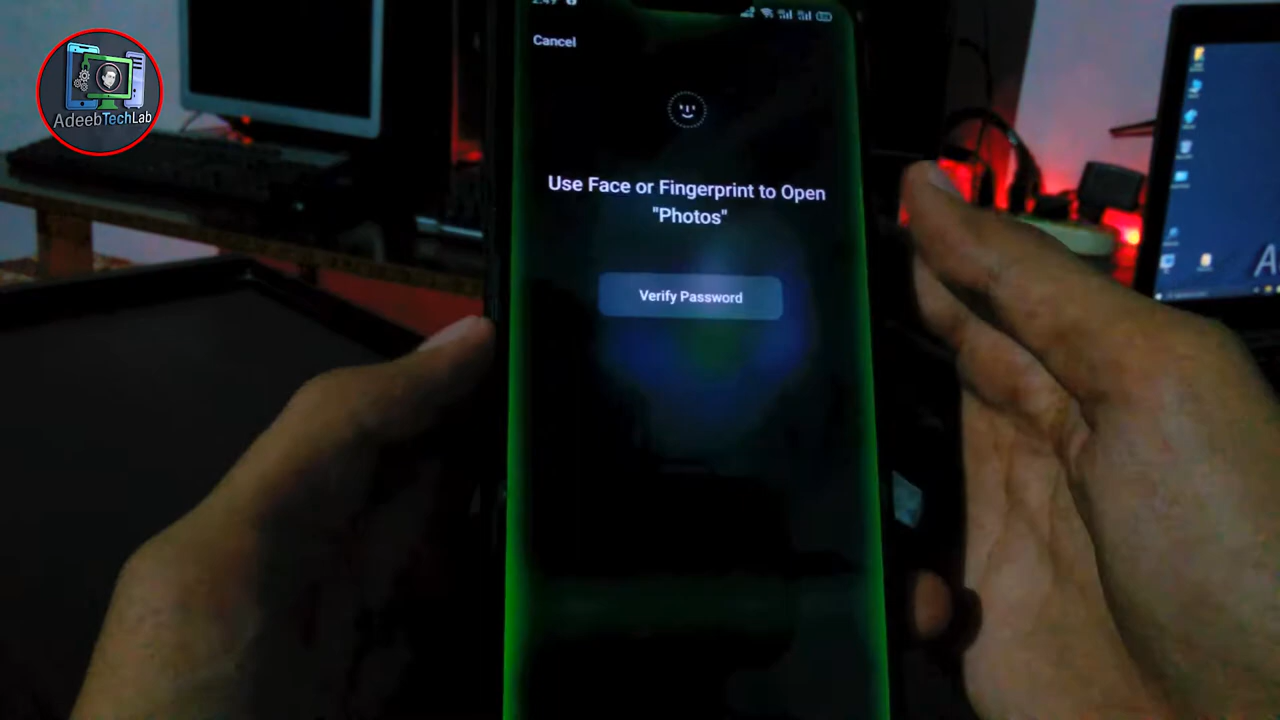 AdeebTechLab
Cancel
Use Face or Fingerprint to Open
"Photos"
Verify Password